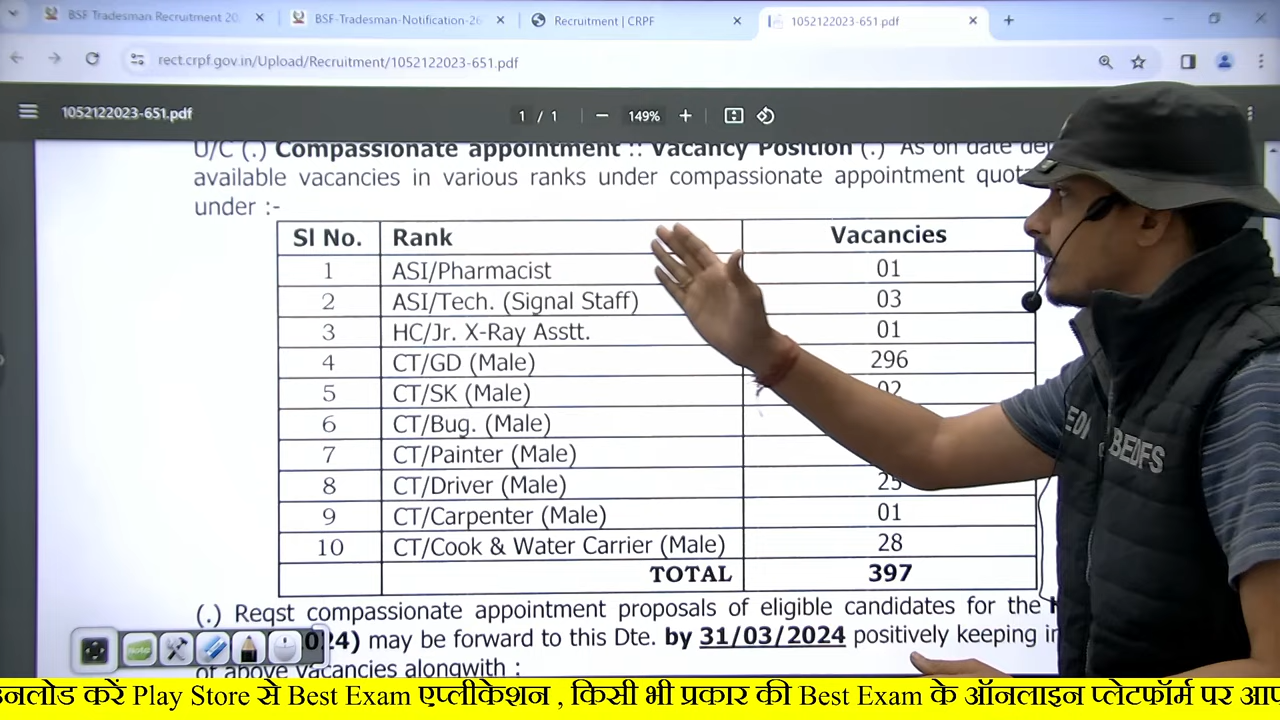 BSF Tradesman Recruitment 20
BSF-Tradesman-Notification-26
Recruitment | CRPF
1052122023-651.pdf
rect.crpf.gov.in/Upload/Recruitment/1052122023-651.pdf
1052122023-651.pdf
1 / 1
149%
U/C (.) Compassionate appointment :: Vacancy Position (.) As on date
available vacancies in various ranks under compassionate appointment
under :-
Sl No. Rank Vacancies
1 ASI/Pharmacist 01
2 ASI/Tech. (Signal Staff) 03
3 HC/Jr. X-Ray Asstt. 01
4 CT/GD (Male) 296
5 CT/SK (Male) 02
6 CT/Bug. (Male)
7 CT/Painter (Male)
8 CT/Driver (Male) 25
9 CT/Carpenter (Male) 01
10 CT/Cook & Water Carrier (Male) 28
TOTAL 397
(.) Reqst compassionate appointment proposals of eligible candidates for the
may be forward to this Dte. by 31/03/2024 positively keeping in
of above vacancies alongwith :
करें Play Store से Best Exam एप्लीकेशन , किसी भी प्रकार की Best Exam के ऑनलाइन प्लेटफॉर्म पर